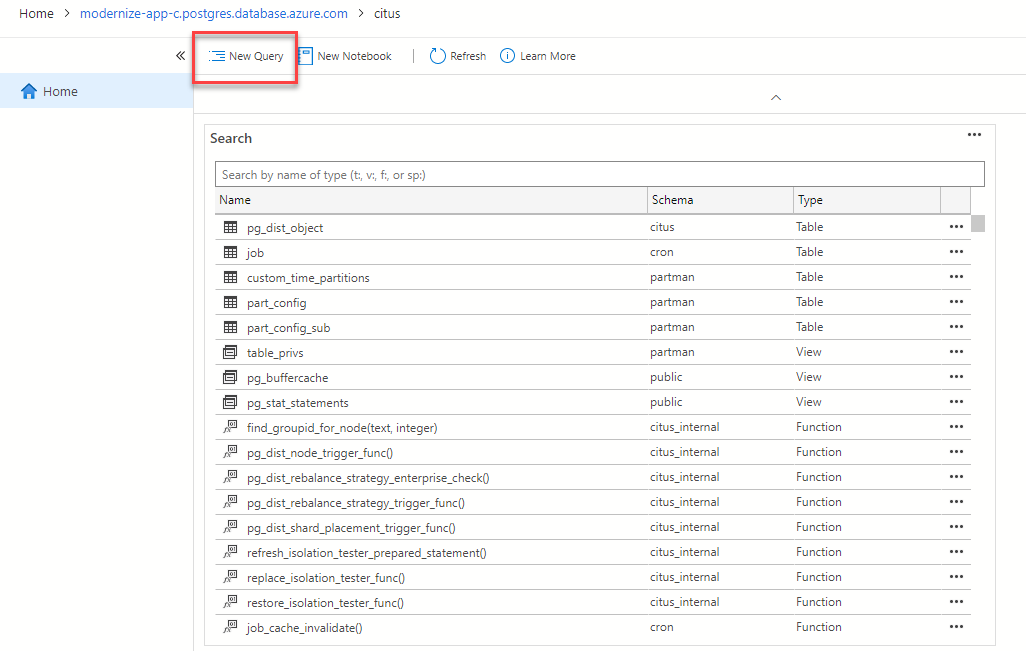 Home > modernize-app-c.postgres.database.azure.com > citus
« New Query New Notebook | Refresh Learn More
Home
Search •••
Search by name of type (t:, v:, f:, or sp:)
Name Schema Type
pg_dist_object citus Table •••
job cron Table •••
custom_time_partitions partman Table •••
part_config partman Table •••
part_config_sub partman Table •••
table_privs partman View •••
pg_buffercache public View •••
pg_stat_statements public View •••
find_groupid_for_node(text, integer) citus_internal Function •••
pg_dist_node_trigger_func() citus_internal Function •••
pg_dist_rebalance_strategy_enterprise_check() citus_internal Function •••
pg_dist_rebalance_strategy_trigger_func() citus_internal Function •••
pg_dist_shard_placement_trigger_func() citus_internal Function •••
refresh_isolation_tester_prepared_statement() citus_internal Function •••
replace_isolation_tester_func() citus_internal Function •••
restore_isolation_tester_func() citus_internal Function •••
job_cache_invalidate() cron Function •••